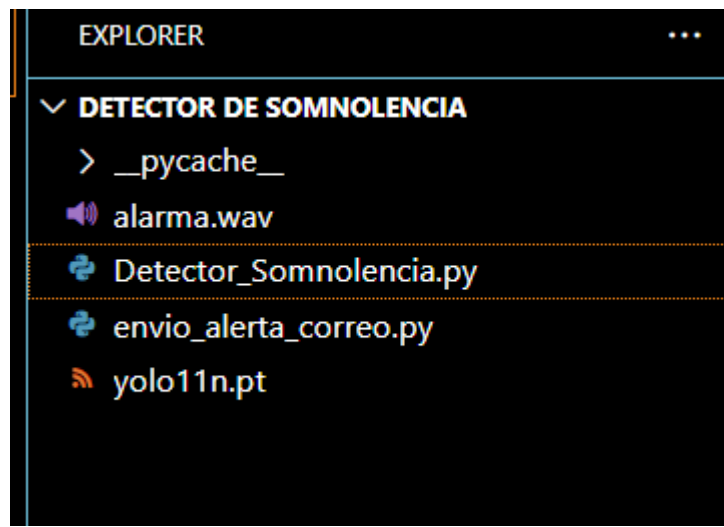 EXPLORER
DETECTOR DE SOMNOLENCIA
__pycache__
alarma.wav
Detector_Somnolencia.py
envio_alerta_correo.py
yolo11n.pt